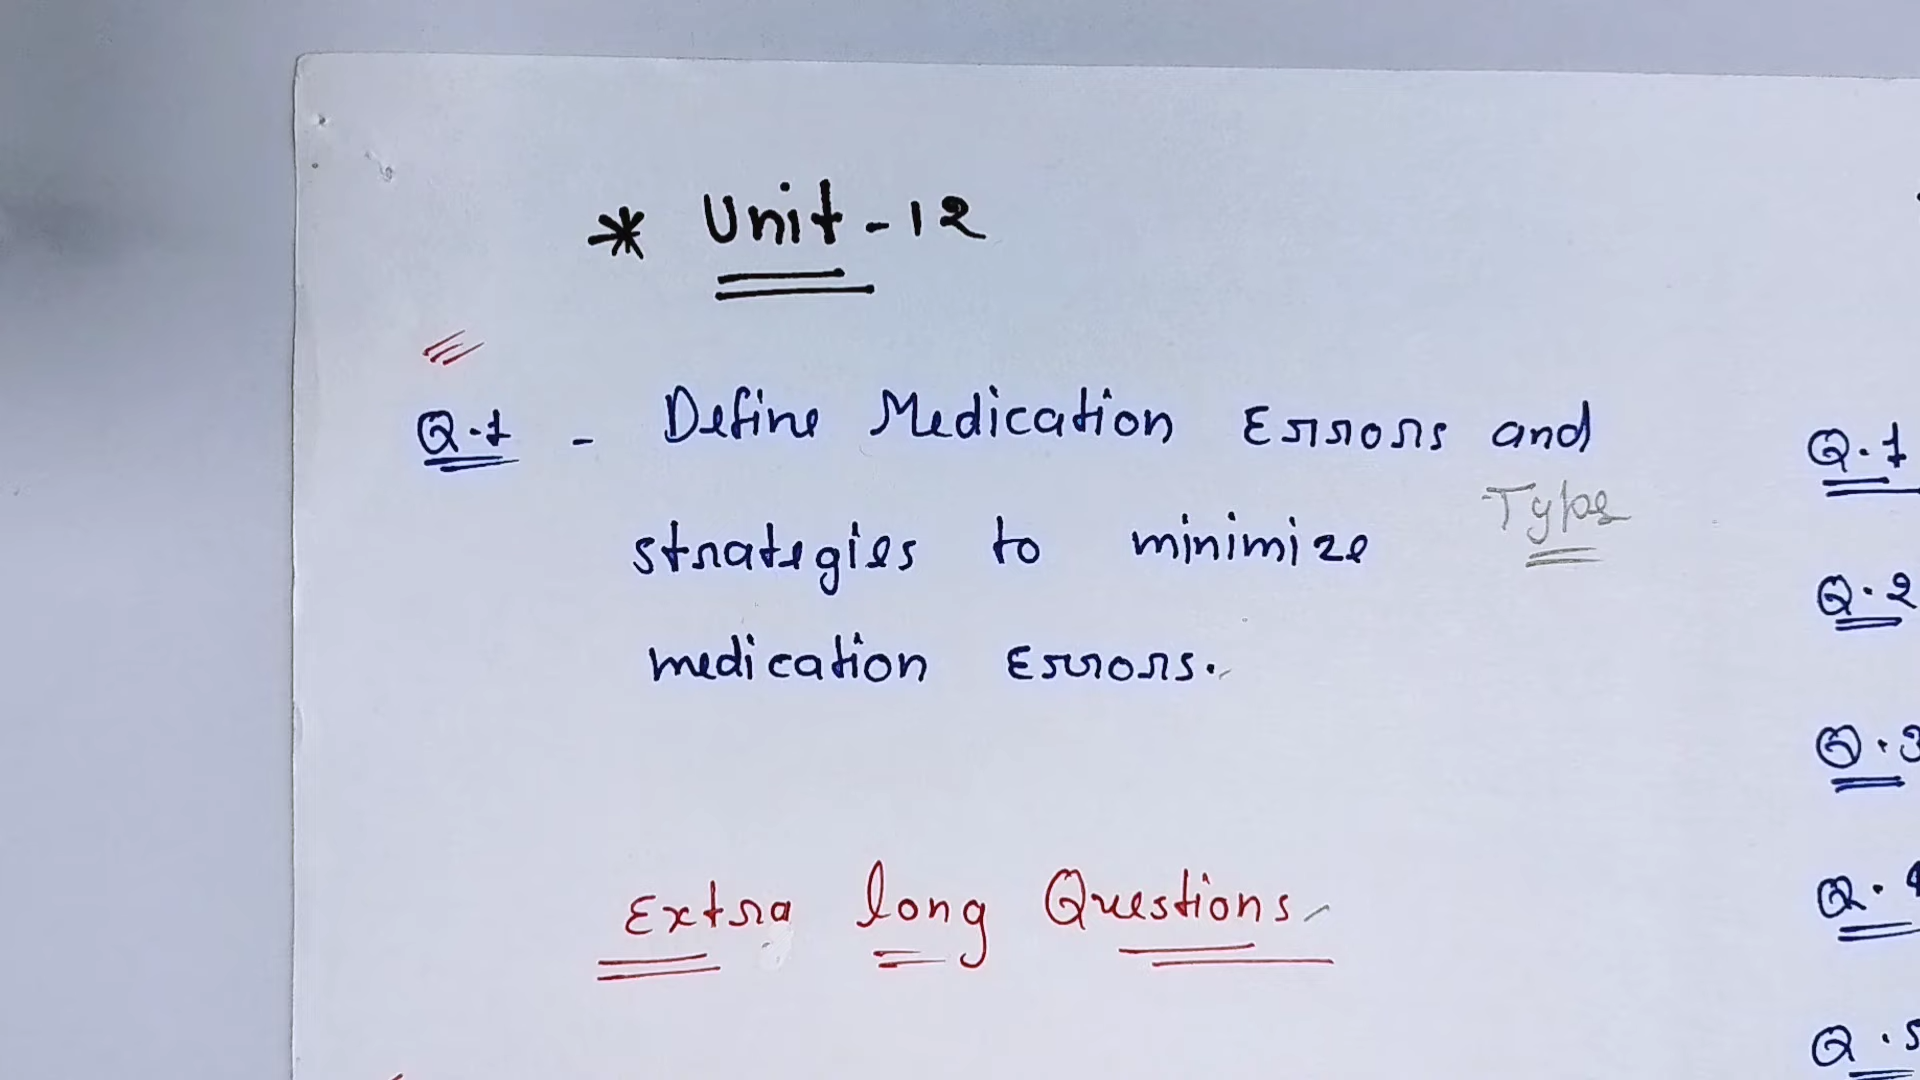 * Unit - 12
Q.1 - Define Medication Errors and
Type
strategies to minimize
medication Errors.
Extra long Questions
Q.1
Q.2
Q.3
Q.
Q.5